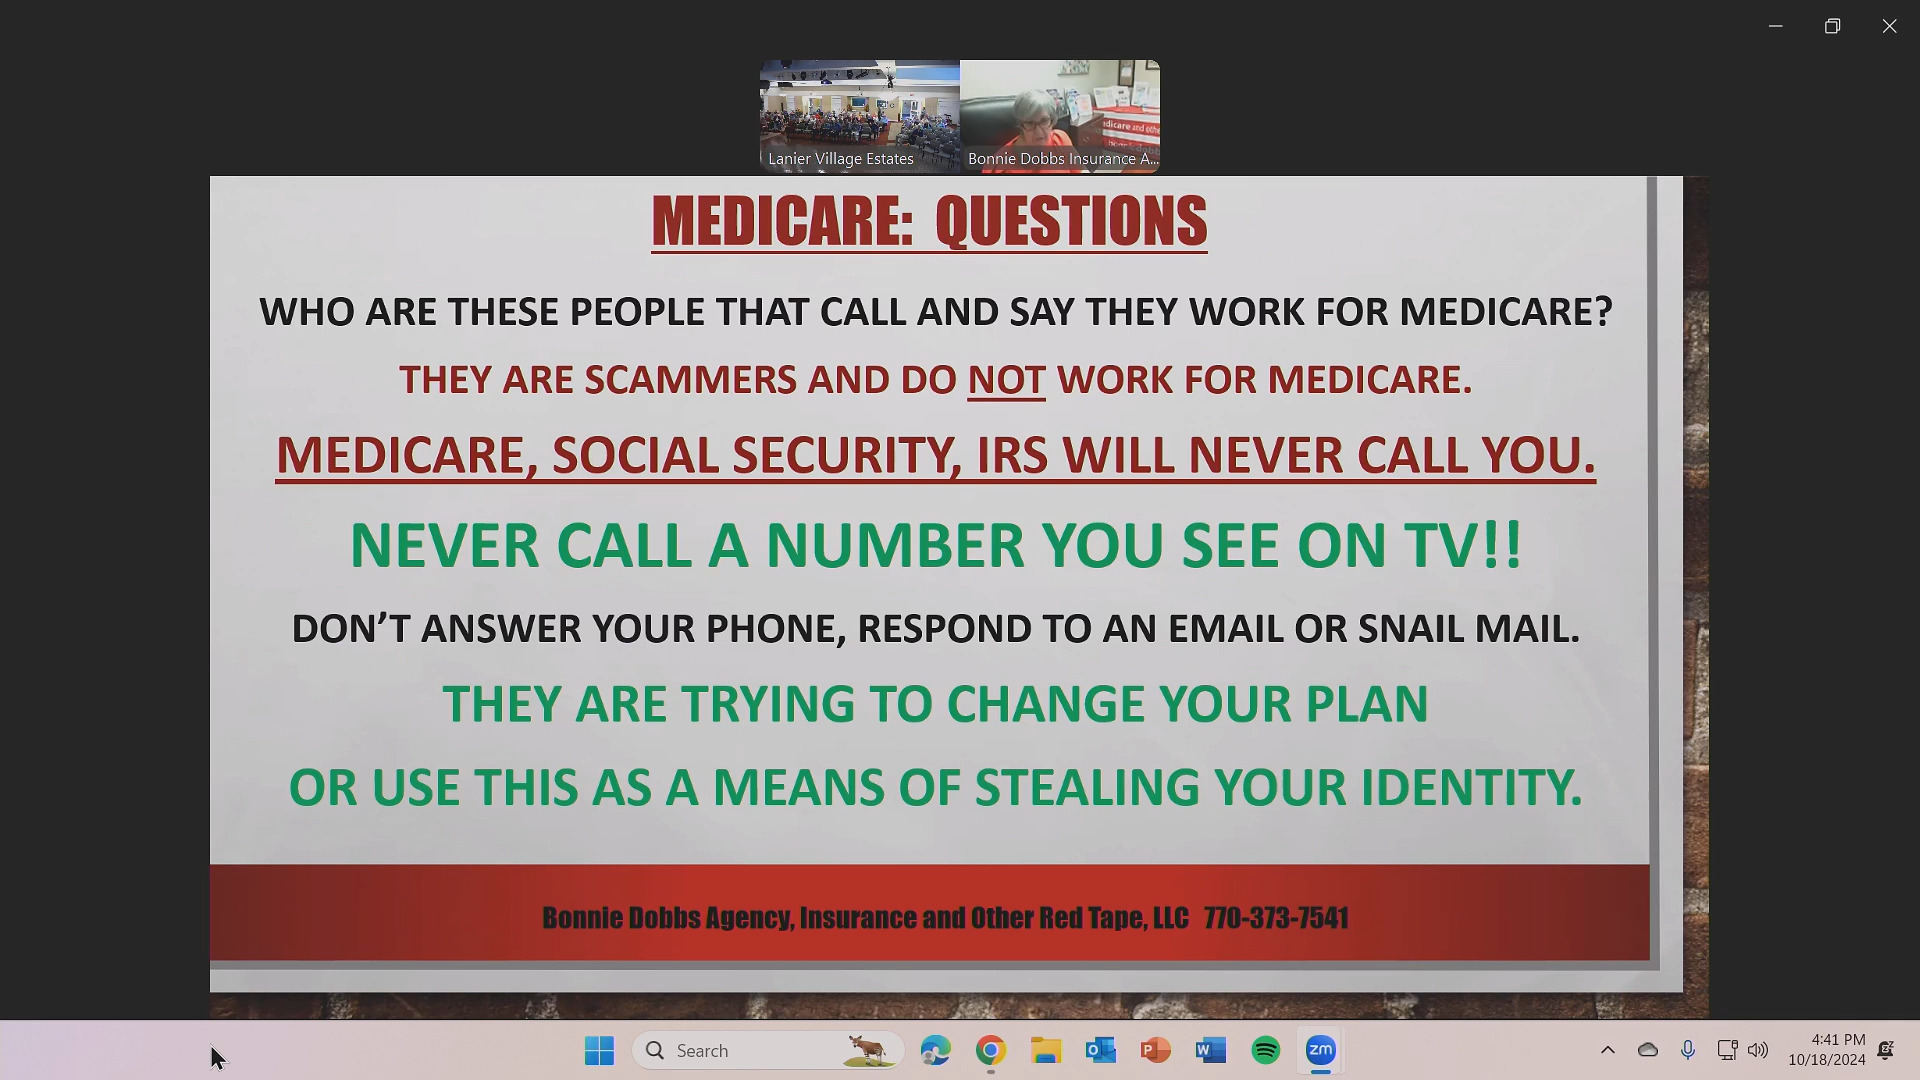 Lanier Village Estates
Bonnie Dobbs Insurance A...
MEDICARE: QUESTIONS
WHO ARE THESE PEOPLE THAT CALL AND SAY THEY WORK FOR MEDICARE?
THEY ARE SCAMMERS AND DO NOT WORK FOR MEDICARE.
MEDICARE, SOCIAL SECURITY, IRS WILL NEVER CALL YOU.
NEVER CALL A NUMBER YOU SEE ON TV!!
DON’T ANSWER YOUR PHONE, RESPOND TO AN EMAIL OR SNAIL MAIL.
THEY ARE TRYING TO CHANGE YOUR PLAN
OR USE THIS AS A MEANS OF STEALING YOUR IDENTITY.
Bonnie Dobbs Agency, Insurance and Other Red Tape, LLC 770-373-7541
Search
zm
4:41 PM
10/18/2024